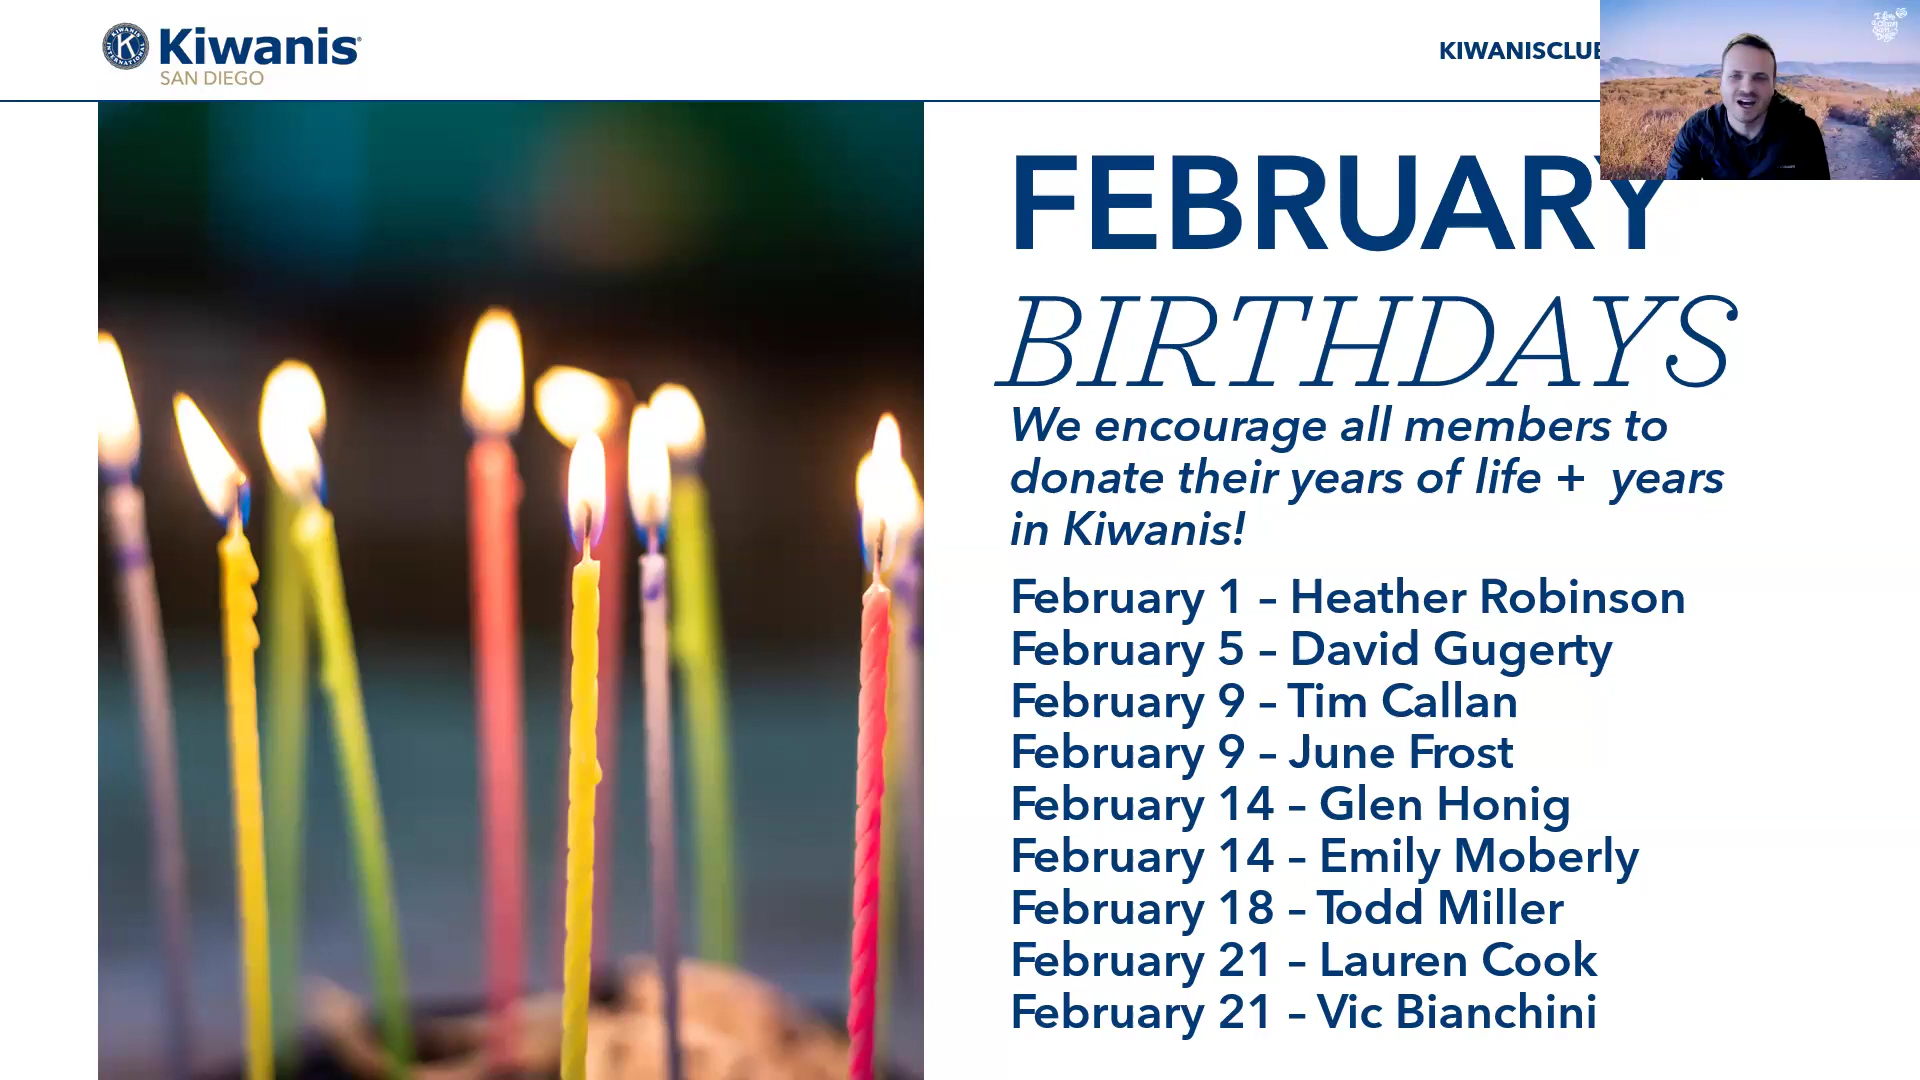 Kiwanis
SAN DIEGO
KIWANISCLUB
FEBRUARY
BIRTHDAYS
We encourage all members to
donate their years of life +  years
in Kiwanis!
February 1 – Heather Robinson
February 5 – David Gugerty
February 9 – Tim Callan
February 9 – June Frost
February 14 – Glen Honig
February 14 – Emily Moberly
February 18 – Todd Miller
February 21 – Lauren Cook
February 21 – Vic Bianchini